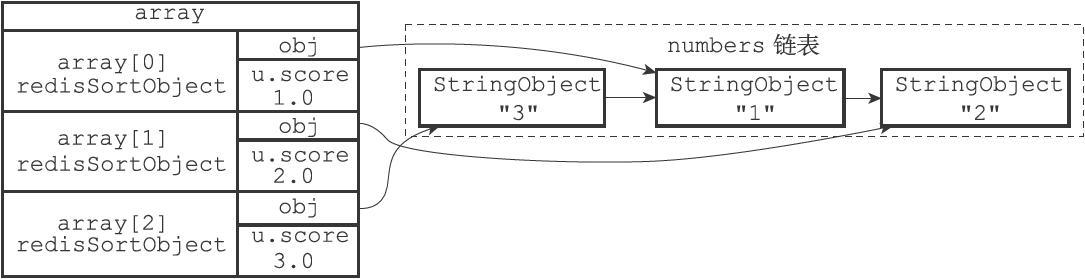 array
array[0]
redisSortObject
obj
u.score
1.0
array[1]
redisSortObject
obj
u.score
2.0
array[2]
redisSortObject
obj
u.score
3.0
numbers 链表
StringObject
"3"
StringObject
"1"
StringObject
"2"